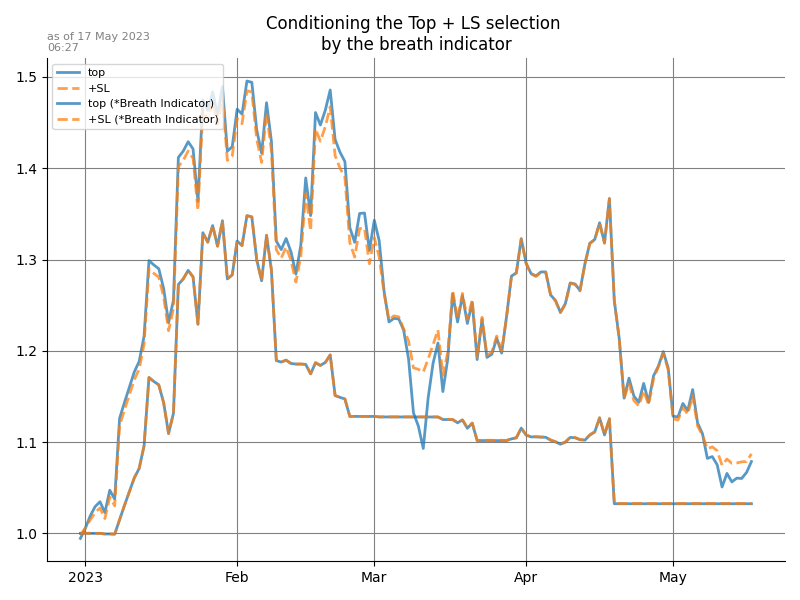 Conditioning the Top + LS selection
by the breath indicator
as of 17 May 2023
06:27
top
+SL
top (*Breath Indicator)
+SL (*Breath Indicator)
1.5
1.4
1.3
1.2
1.1
1.0
2023
Feb
Mar
Apr
May